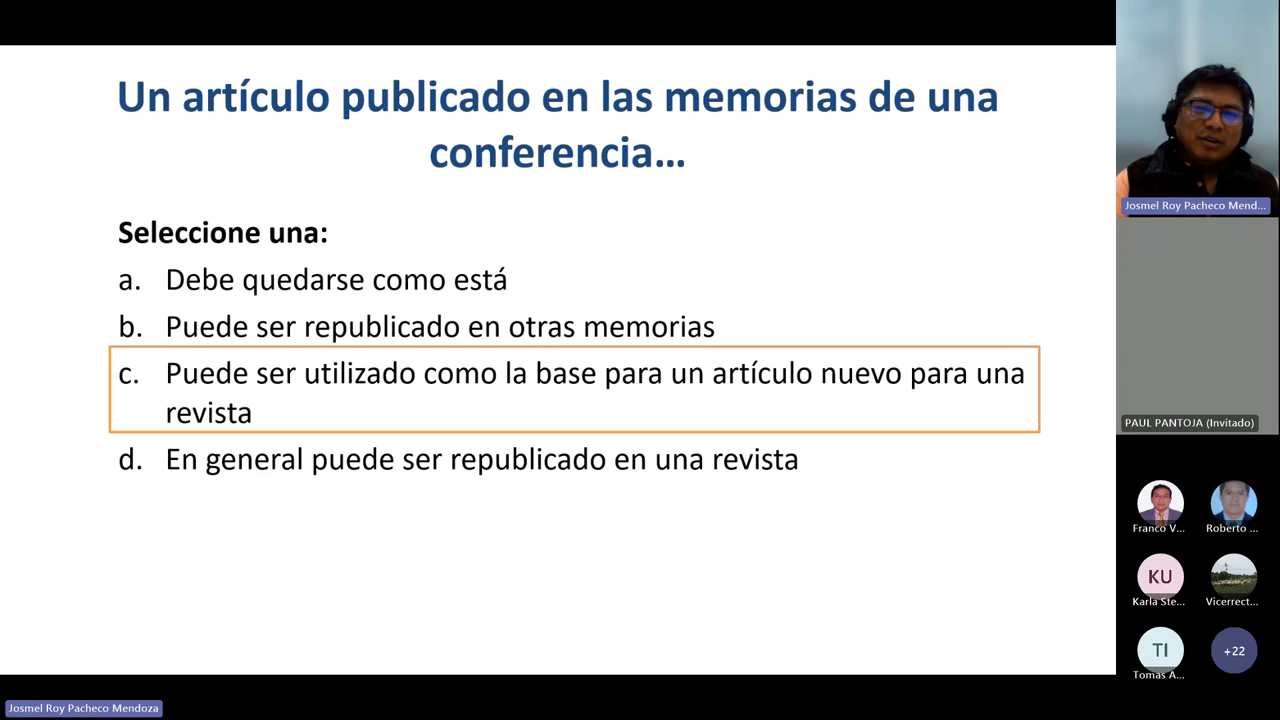 Un artículo publicado en las memorias de una
conferencia...
Seleccione una:
a. Debe quedarse como está
b. Puede ser republicado en otras memorias
c. Puede ser utilizado como la base para un artículo nuevo para una
revista
d. En general puede ser republicado en una revista
Josmel Roy Pacheco Mend...
PAUL PANTOJA (Invitado)
Franco V... Roberto ...
KU
Karla Ste... Vicerrect...
TI +22
Tomas A...
Josmel Roy Pacheco Mendoza